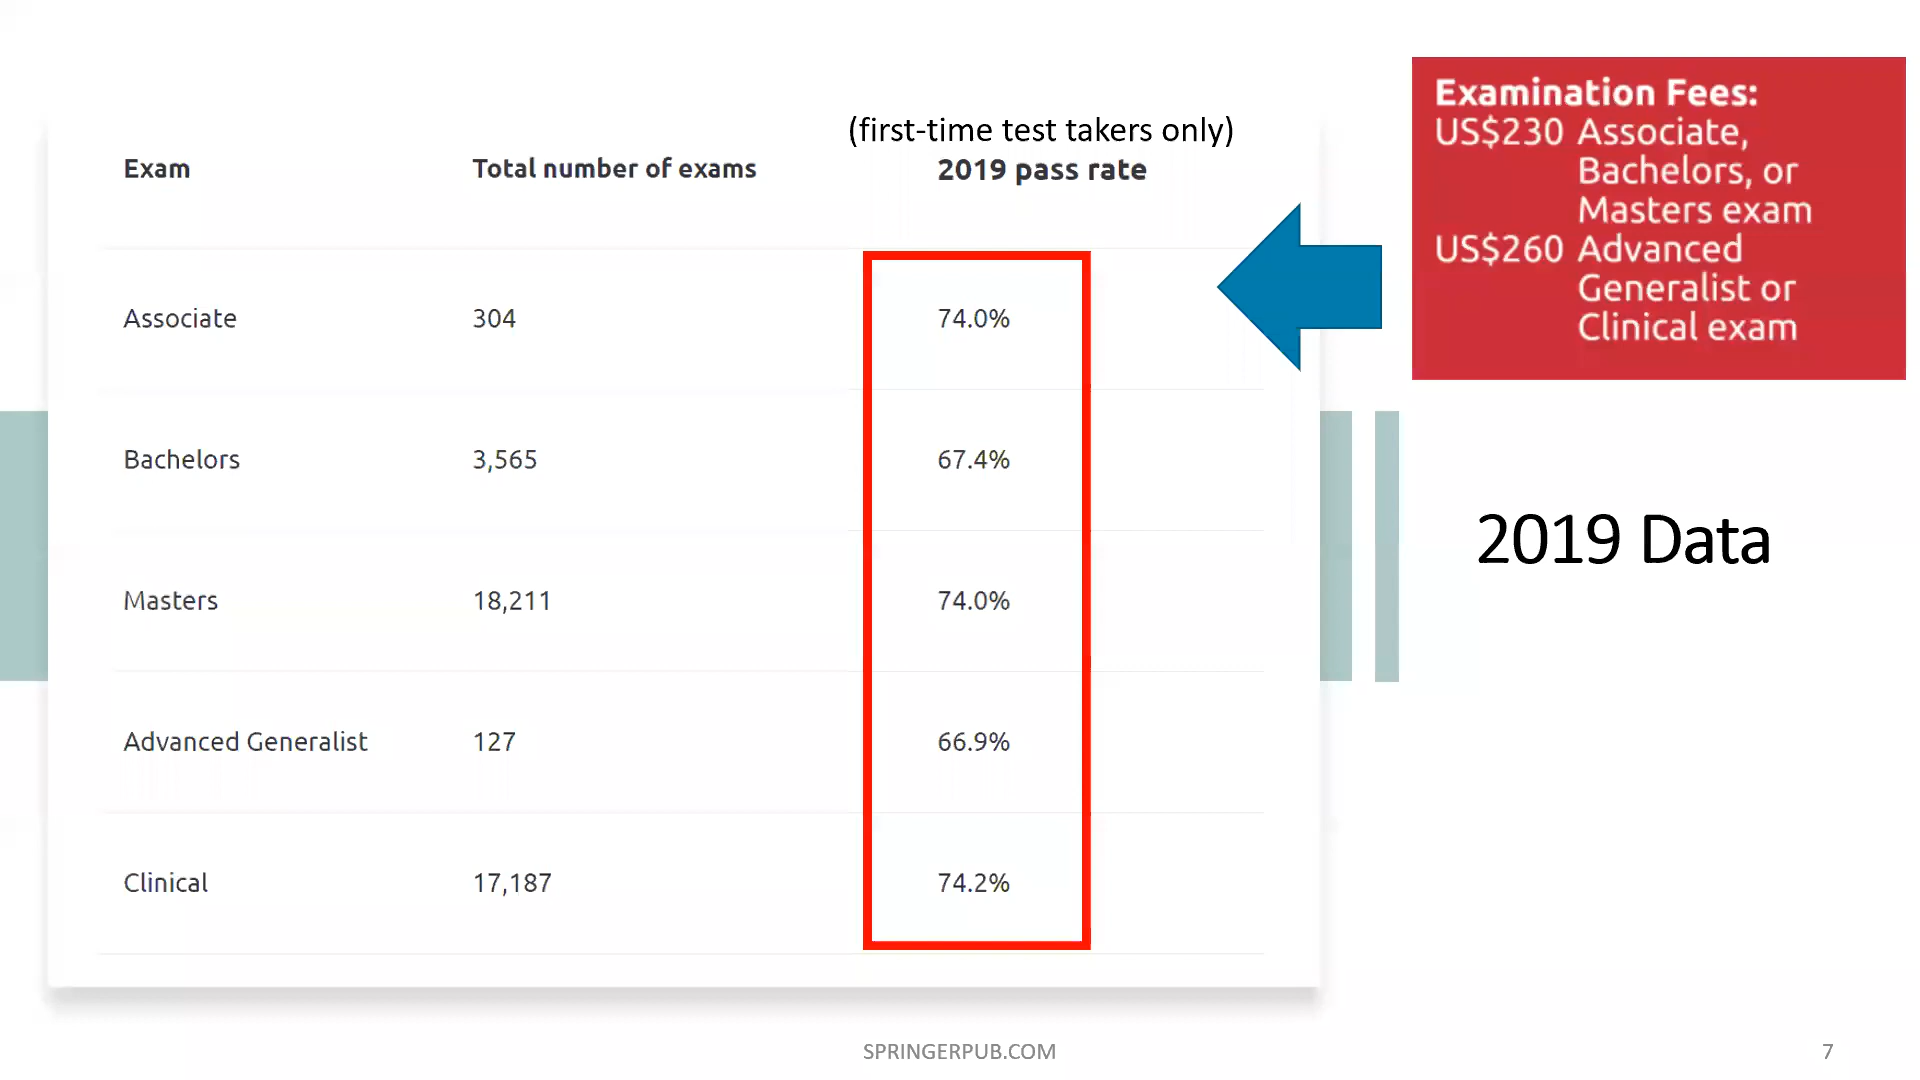 (first-time test takers only)
Exam Total number of exams 2019 pass rate
Associate 304 74.0%
Bachelors 3,565 67.4%
Masters 18,211 74.0%
Advanced Generalist 127 66.9%
Clinical 17,187 74.2%
Examination Fees:
US$230 Associate,
Bachelors, or
Masters exam
US$260 Advanced
Generalist or
Clinical exam
2019 Data
SPRINGERPUB.COM
7